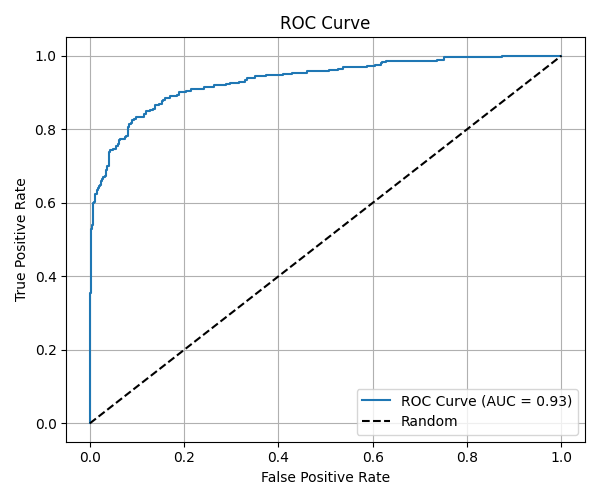 ROC Curve
1.0
0.8
0.6
0.4
0.2
0.0
True Positive Rate
ROC Curve (AUC = 0.93)
Random
0.0 0.2 0.4 0.6 0.8 1.0
False Positive Rate